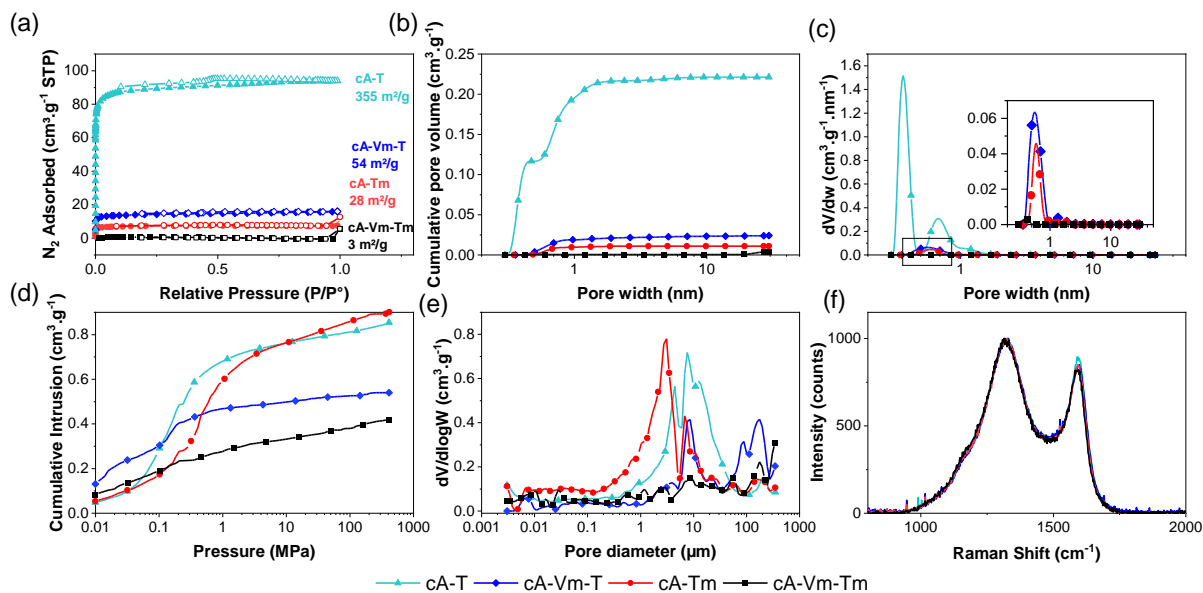 (a)
N₂ Adsorbed (cm³.g⁻¹ STP)
100
80
60
40
20
0
0.0
0.5
1.0
Relative Pressure (P/P°)
cA-T
355 m²/g
cA-Vm-T
54 m²/g
cA-Tm
28 m²/g
cA-Vm-Tm
3 m²/g
(b)
Cumulative pore volume (cm³.g⁻¹)
0.25
0.20
0.15
0.10
0.05
0.00
1
10
Pore width (nm)
(c)
dV/dw (cm³.g⁻¹.nm⁻¹)
1.6
1.4
1.2
1.0
0.8
0.6
0.4
0.2
0.0
1
10
Pore width (nm)
0.06
0.04
0.02
0.00
1
10
(d)
Cumulative Intrusion (cm³.g⁻¹)
0.8
0.6
0.4
0.2
0.0
0.01
0.1
1
10
100
Pressure (MPa)
(e)
dV/dlogW (cm³.g⁻¹)
0.8
0.6
0.4
0.2
0.0
0.001
0.01
0.1
1
10
100
1000
Pore diameter (µm)
(f)
Intensity (counts)
1000
750
500
250
0
1000
1500
2000
Raman Shift (cm⁻¹)
cA-T cA-Vm-T cA-Tm cA-Vm-Tm